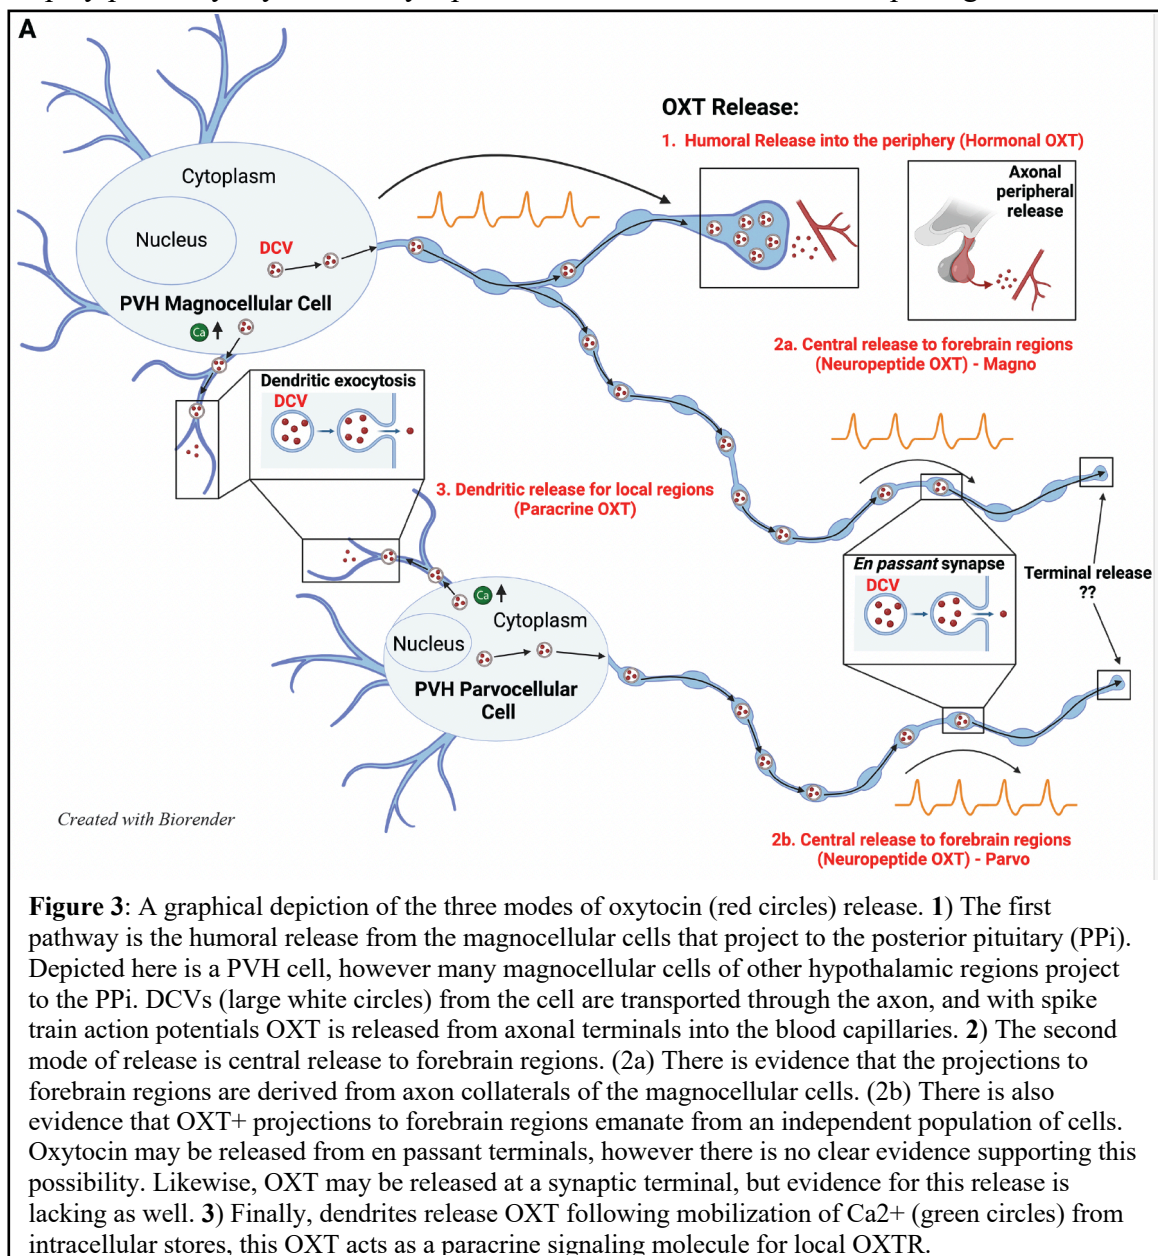 A
OXT Release:
1. Humoral Release into the periphery (Hormonal OXT)
Axonal
peripheral
release
Cytoplasm
Nucleus
DCV
PVH Magnocellular Cell
Ca
2a. Central release to forebrain regions
(Neuropeptide OXT) - Magno
Dendritic exocytosis
DCV
3. Dendritic release for local regions
(Paracrine OXT)
En passant synapse
DCV
Terminal release
??
Ca
Cytoplasm
Nucleus
PVH Parvocellular
Cell
Created with Biorender
2b. Central release to forebrain regions
(Neuropeptide OXT) - Parvo
Figure 3: A graphical depiction of the three modes of oxytocin (red circles) release. 1) The first
pathway is the humoral release from the magnocellular cells that project to the posterior pituitary (PPi).
Depicted here is a PVH cell, however many magnocellular cells of other hypothalamic regions project
to the PPi. DCVs (large white circles) from the cell are transported through the axon, and with spike
train action potentials OXT is released from axonal terminals into the blood capillaries. 2) The second
mode of release is central release to forebrain regions. (2a) There is evidence that the projections to
forebrain regions are derived from axon collaterals of the magnocellular cells. (2b) There is also
evidence that OXT+ projections to forebrain regions emanate from an independent population of cells.
Oxytocin may be released from en passant terminals, however there is no clear evidence supporting this
possibility. Likewise, OXT may be released at a synaptic terminal, but evidence for this release is
lacking as well. 3) Finally, dendrites release OXT following mobilization of Ca2+ (green circles) from
intracellular stores, this OXT acts as a paracrine signaling molecule for local OXTR.